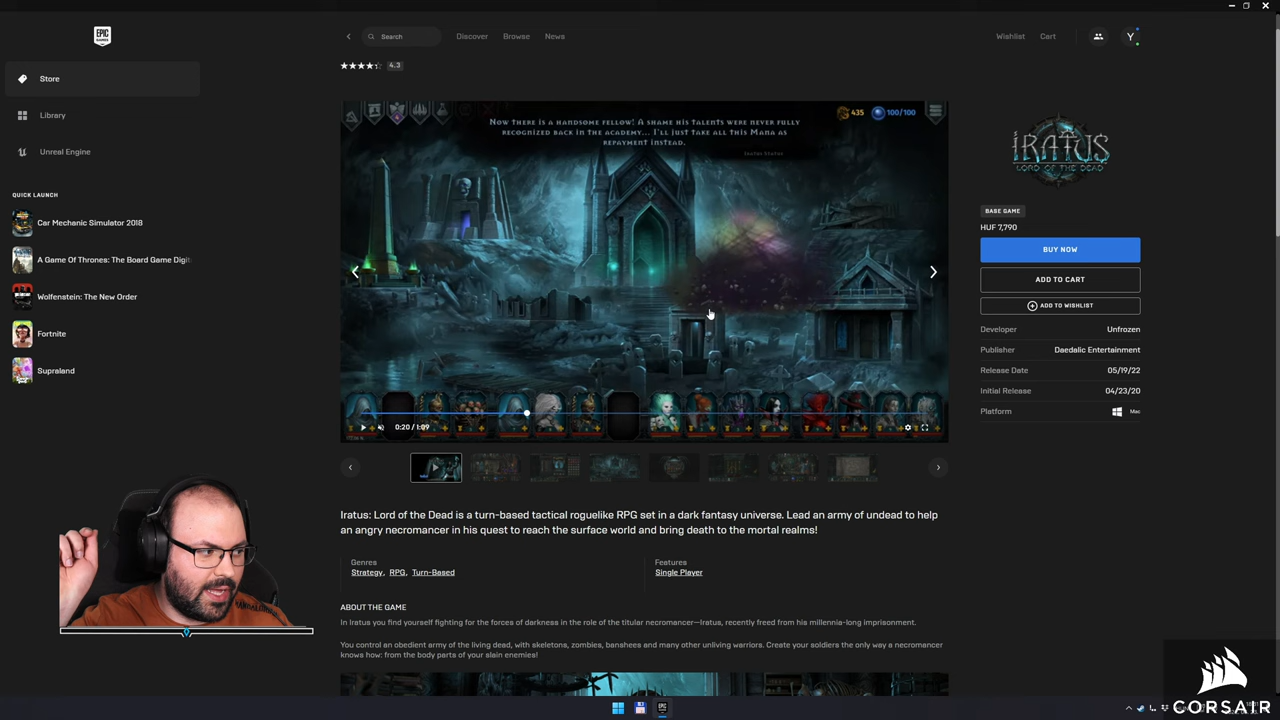 EPIC GAMES
Search
Discover
Browse
News
Wishlist
Cart
Y
Store
Library
Unreal Engine
QUICK LAUNCH
Car Mechanic Simulator 2018
A Game Of Thrones: The Board Game Digit
Wolfenstein: The New Order
Fortnite
Supraland
4.3
435
100/100
Now there is a handsome fellow! A shame his talents were never fully
recognized back in the academy... I'll just take all this Mana as
repayment instead.
0:20 / 1:09
IRATUS
LORD OF THE DEAD
BASE GAME
HUF 7,790
BUY NOW
ADD TO CART
ADD TO WISHLIST
Developer Unfrozen
Publisher Daedalic Entertainment
Release Date 05/19/22
Initial Release 04/23/20
Platform Mac
Iratus: Lord of the Dead is a turn-based tactical roguelike RPG set in a dark fantasy universe. Lead an army of undead to help
an angry necromancer in his quest to reach the surface world and bring death to the mortal realms!
Genres
Strategy, RPG, Turn-Based
Features
Single Player
ABOUT THE GAME
In Iratus you find yourself fighting for the forces of darkness in the role of the titular necromancer—Iratus, recently freed from his millennia-long imprisonment.
You control an obedient army of the living dead, with skeletons, zombies, banshees and many other unliving warriors. Create your soldiers the only way a necromancer
knows how: from the body parts of your slain enemies!
CORSAIR